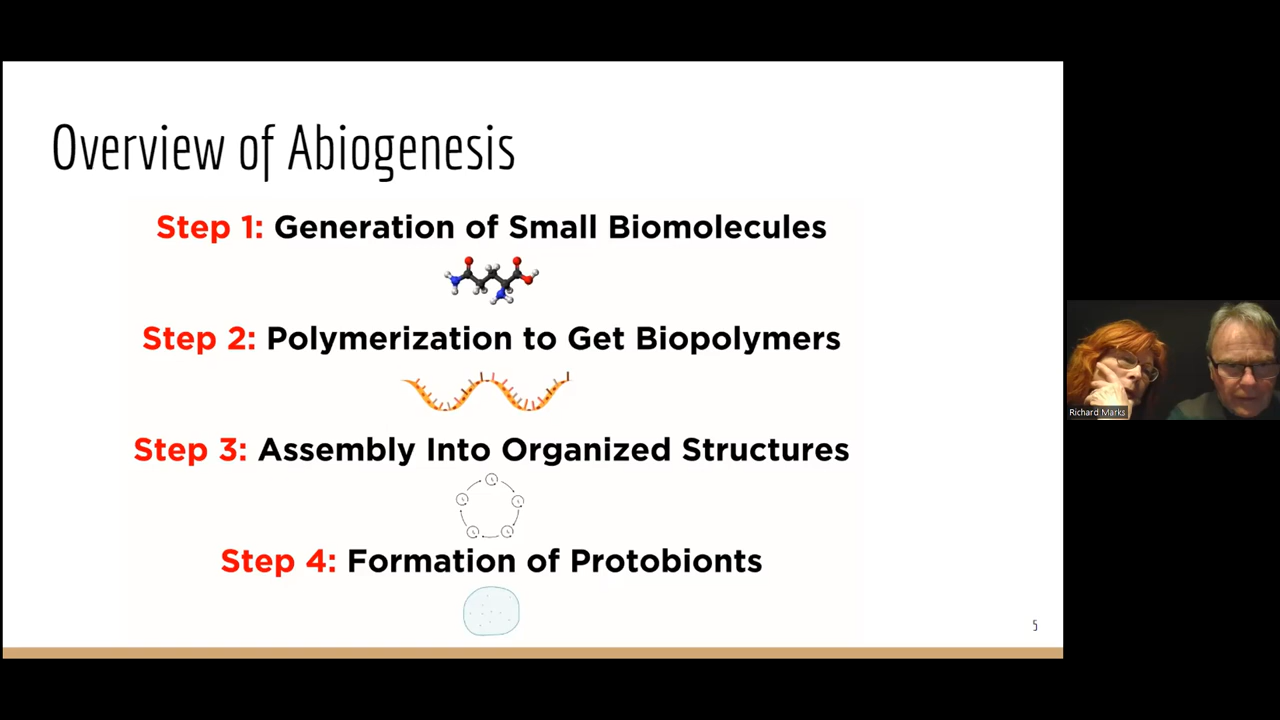 Overview of Abiogenesis
Step 1: Generation of Small Biomolecules
Step 2: Polymerization to Get Biopolymers
Step 3: Assembly Into Organized Structures
Step 4: Formation of Protobionts
5
Richard Marks